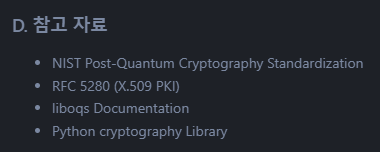 D. 참고 자료
• NIST Post-Quantum Cryptography Standardization
• RFC 5280 (X.509 PKI)
• liboqs Documentation
• Python cryptography Library